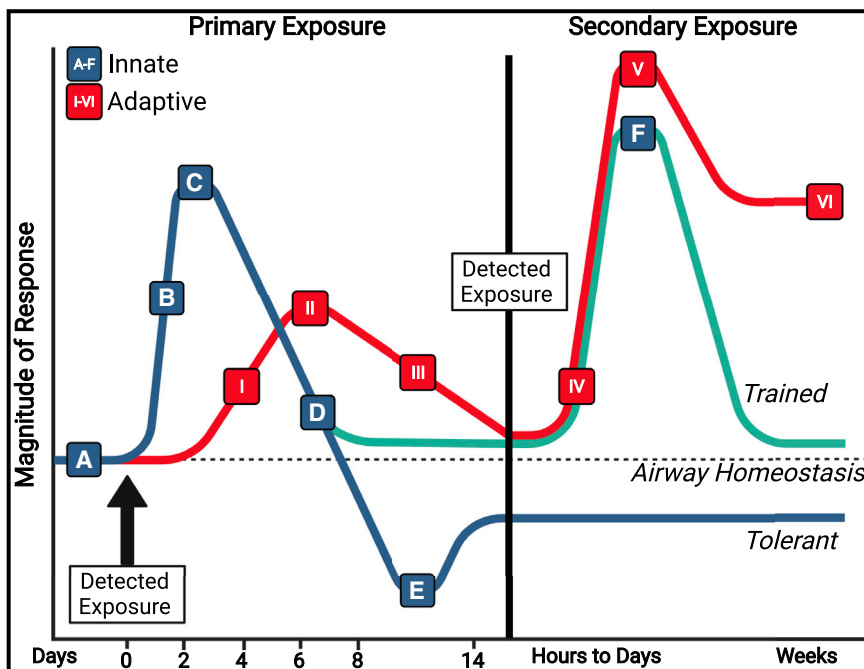 Primary Exposure
Secondary Exposure
A-F Innate
I-VI Adaptive
Magnitude of Response
A
B
C
D
E
F
I
II
III
IV
V
VI
Detected
Exposure
Detected
Exposure
Trained
Airway Homeostasis
Tolerant
Days 0 2 4 6 8 14 Hours to Days Weeks